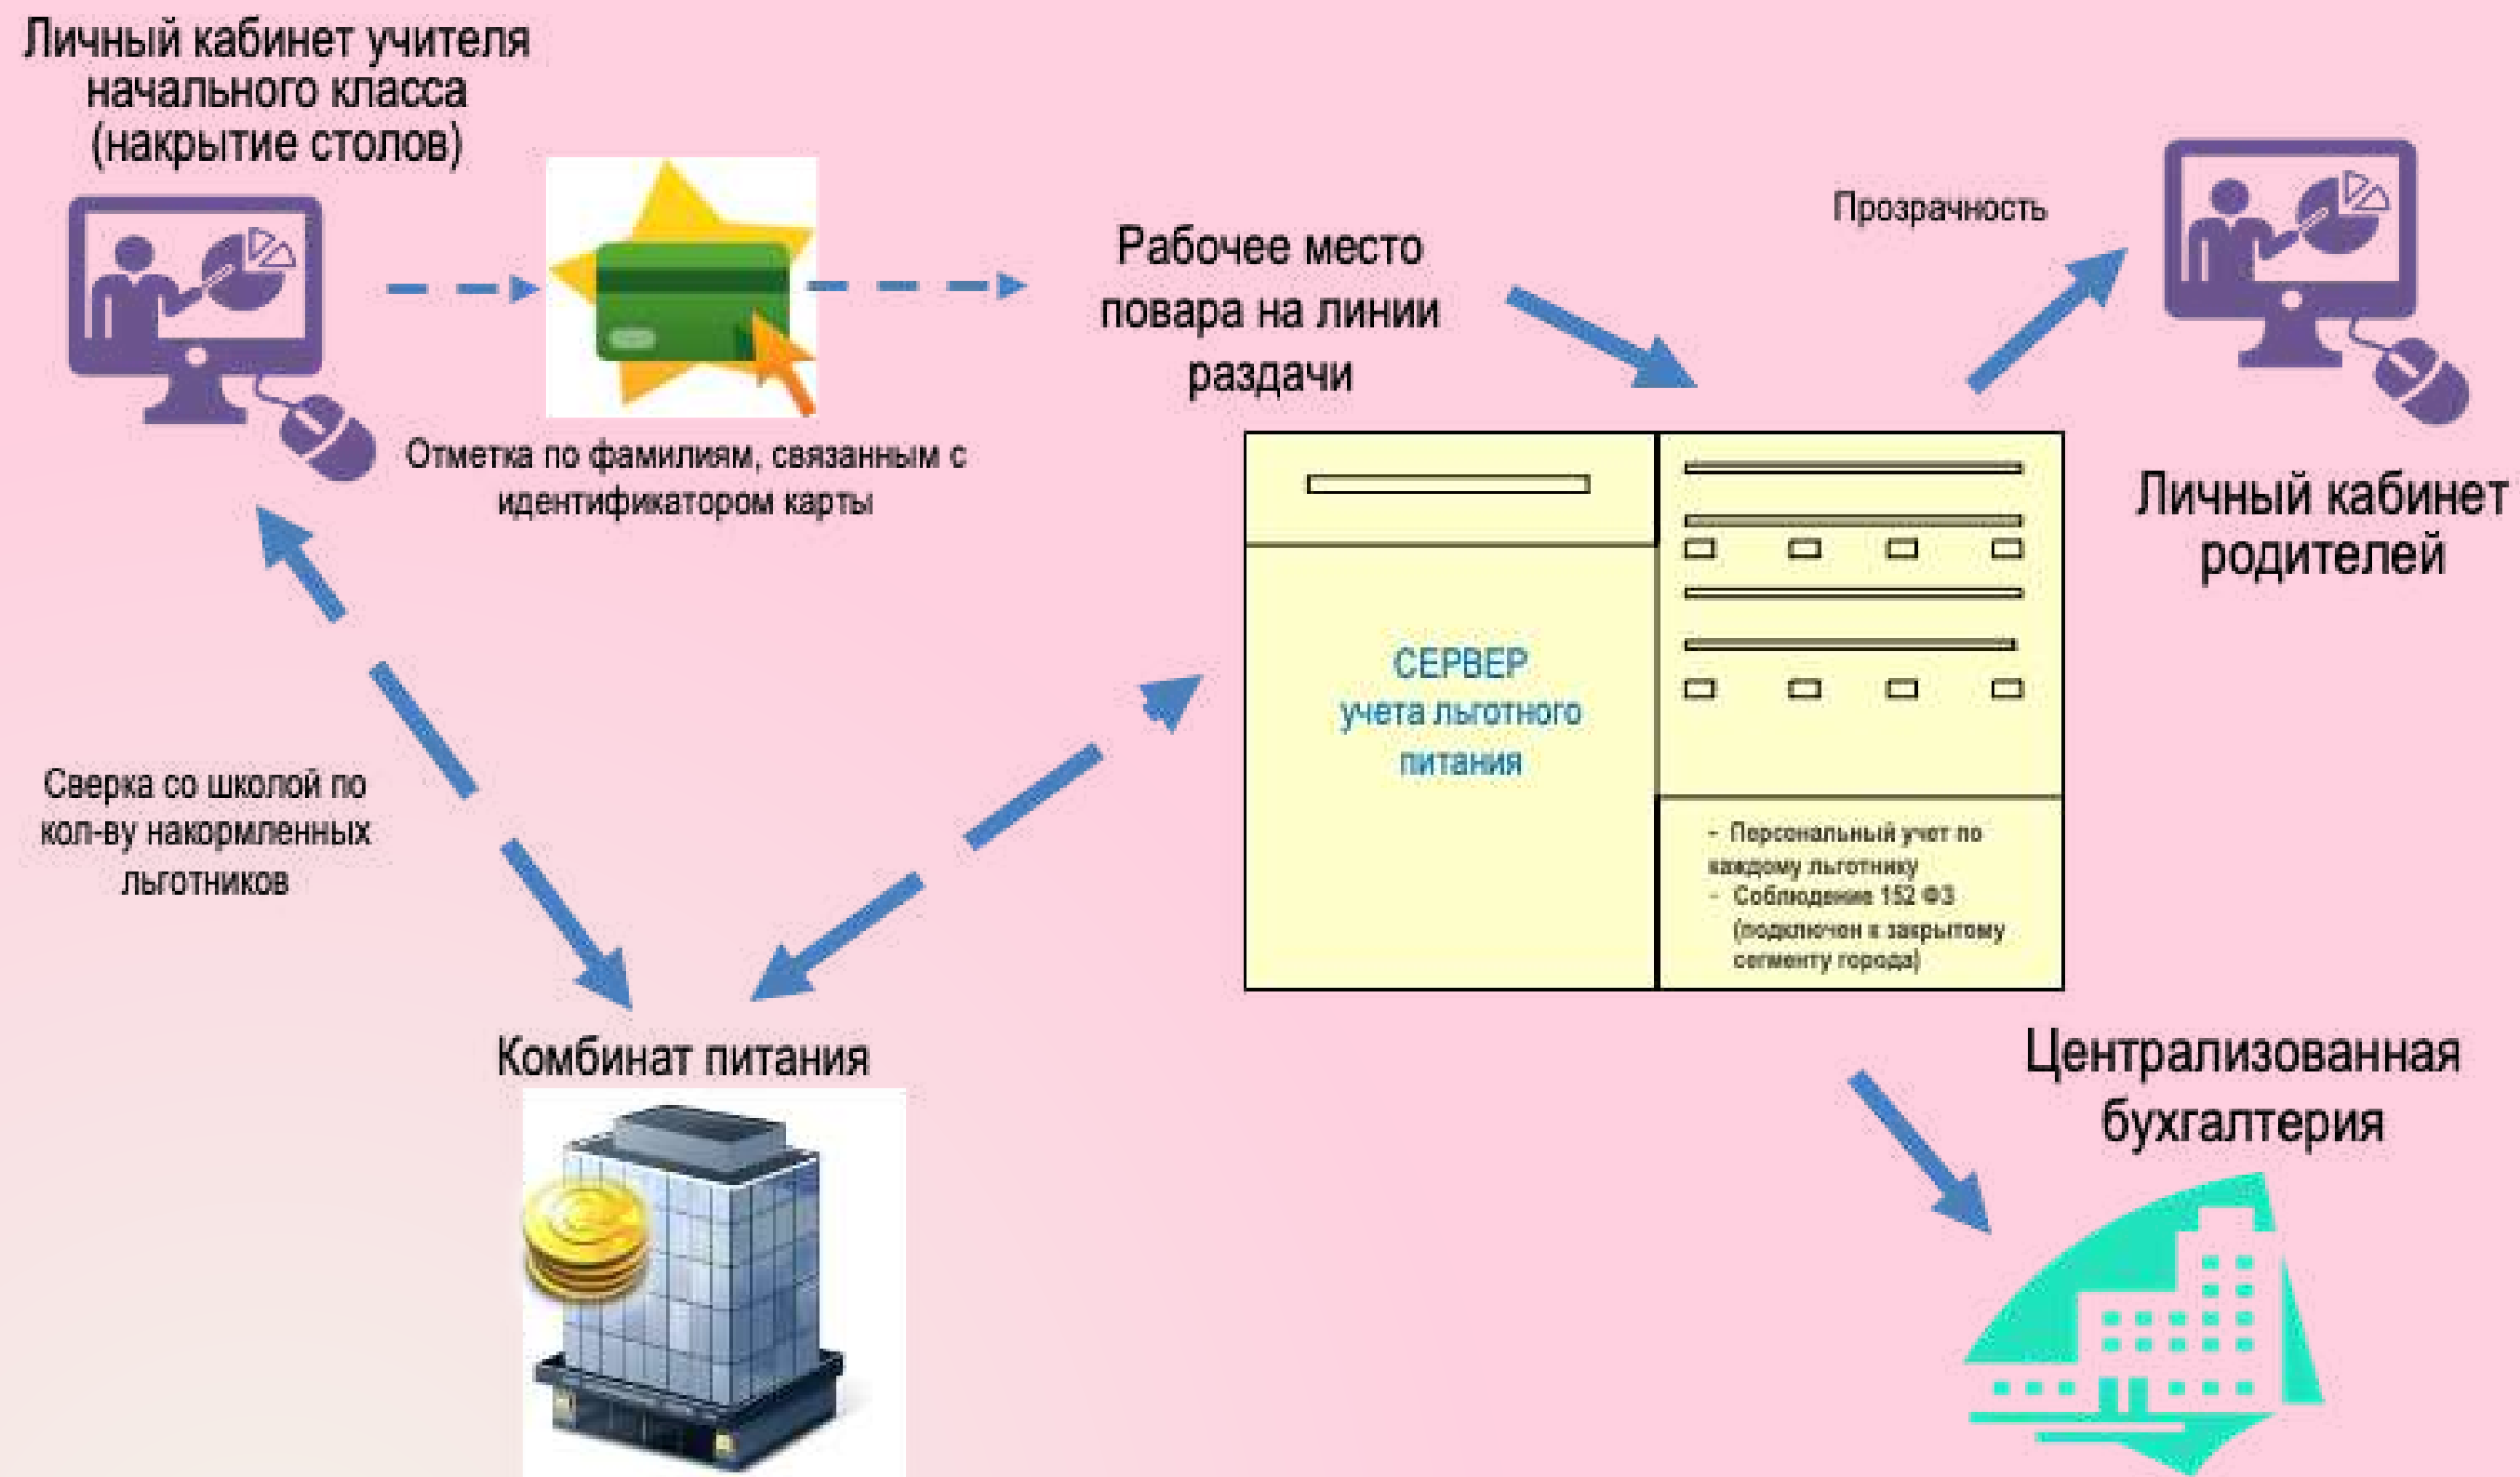 Личный кабинет учителя
начального класса
(накрытие столов)
Отметка по фамилиям, связанным с
идентификатором карты
Рабочее место
повара на линии
раздачи
Прозрачность
Личный кабинет
родителей
СЕРВЕР
учета льготного
питания
- Персональный учет по
каждому льготнику
- Соблюдение 152 ФЗ
(подключен к закрытому
сегменту города)
Сверка со школой по
кол-ву накормленных
льготников
Комбинат питания
Централизованная
бухгалтерия